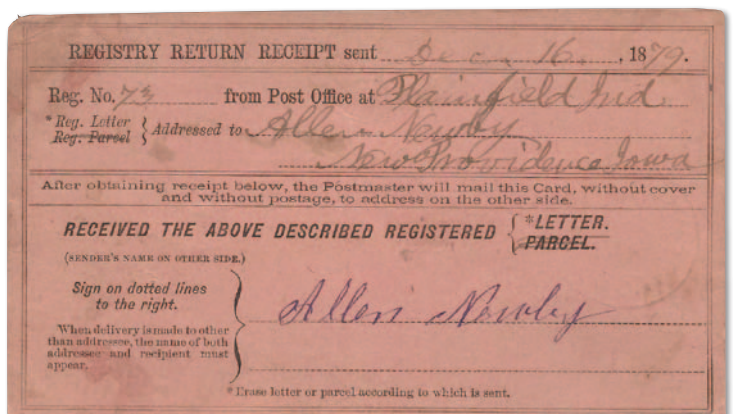 REGISTRY RETURN RECEIPT sent Dec. 16, 1879.
Reg. No. 73 from Post Office at Plainfield Ind.
*Reg. Letter
Reg. Parcel } Addressed to Allen Newby
New Providence Iowa
After obtaining receipt below, the Postmaster will mail this Card, without cover
and without postage, to address on the other side.
RECEIVED THE ABOVE DESCRIBED REGISTERED { *LETTER.
PARCEL.
(SENDER'S NAME ON OTHER SIDE.)
Sign on dotted lines
to the right.
Allen Newby
When delivery is made to other
than addressee, the name of both
addressee and recipient must
appear.
*Erase letter or parcel according to which is sent.